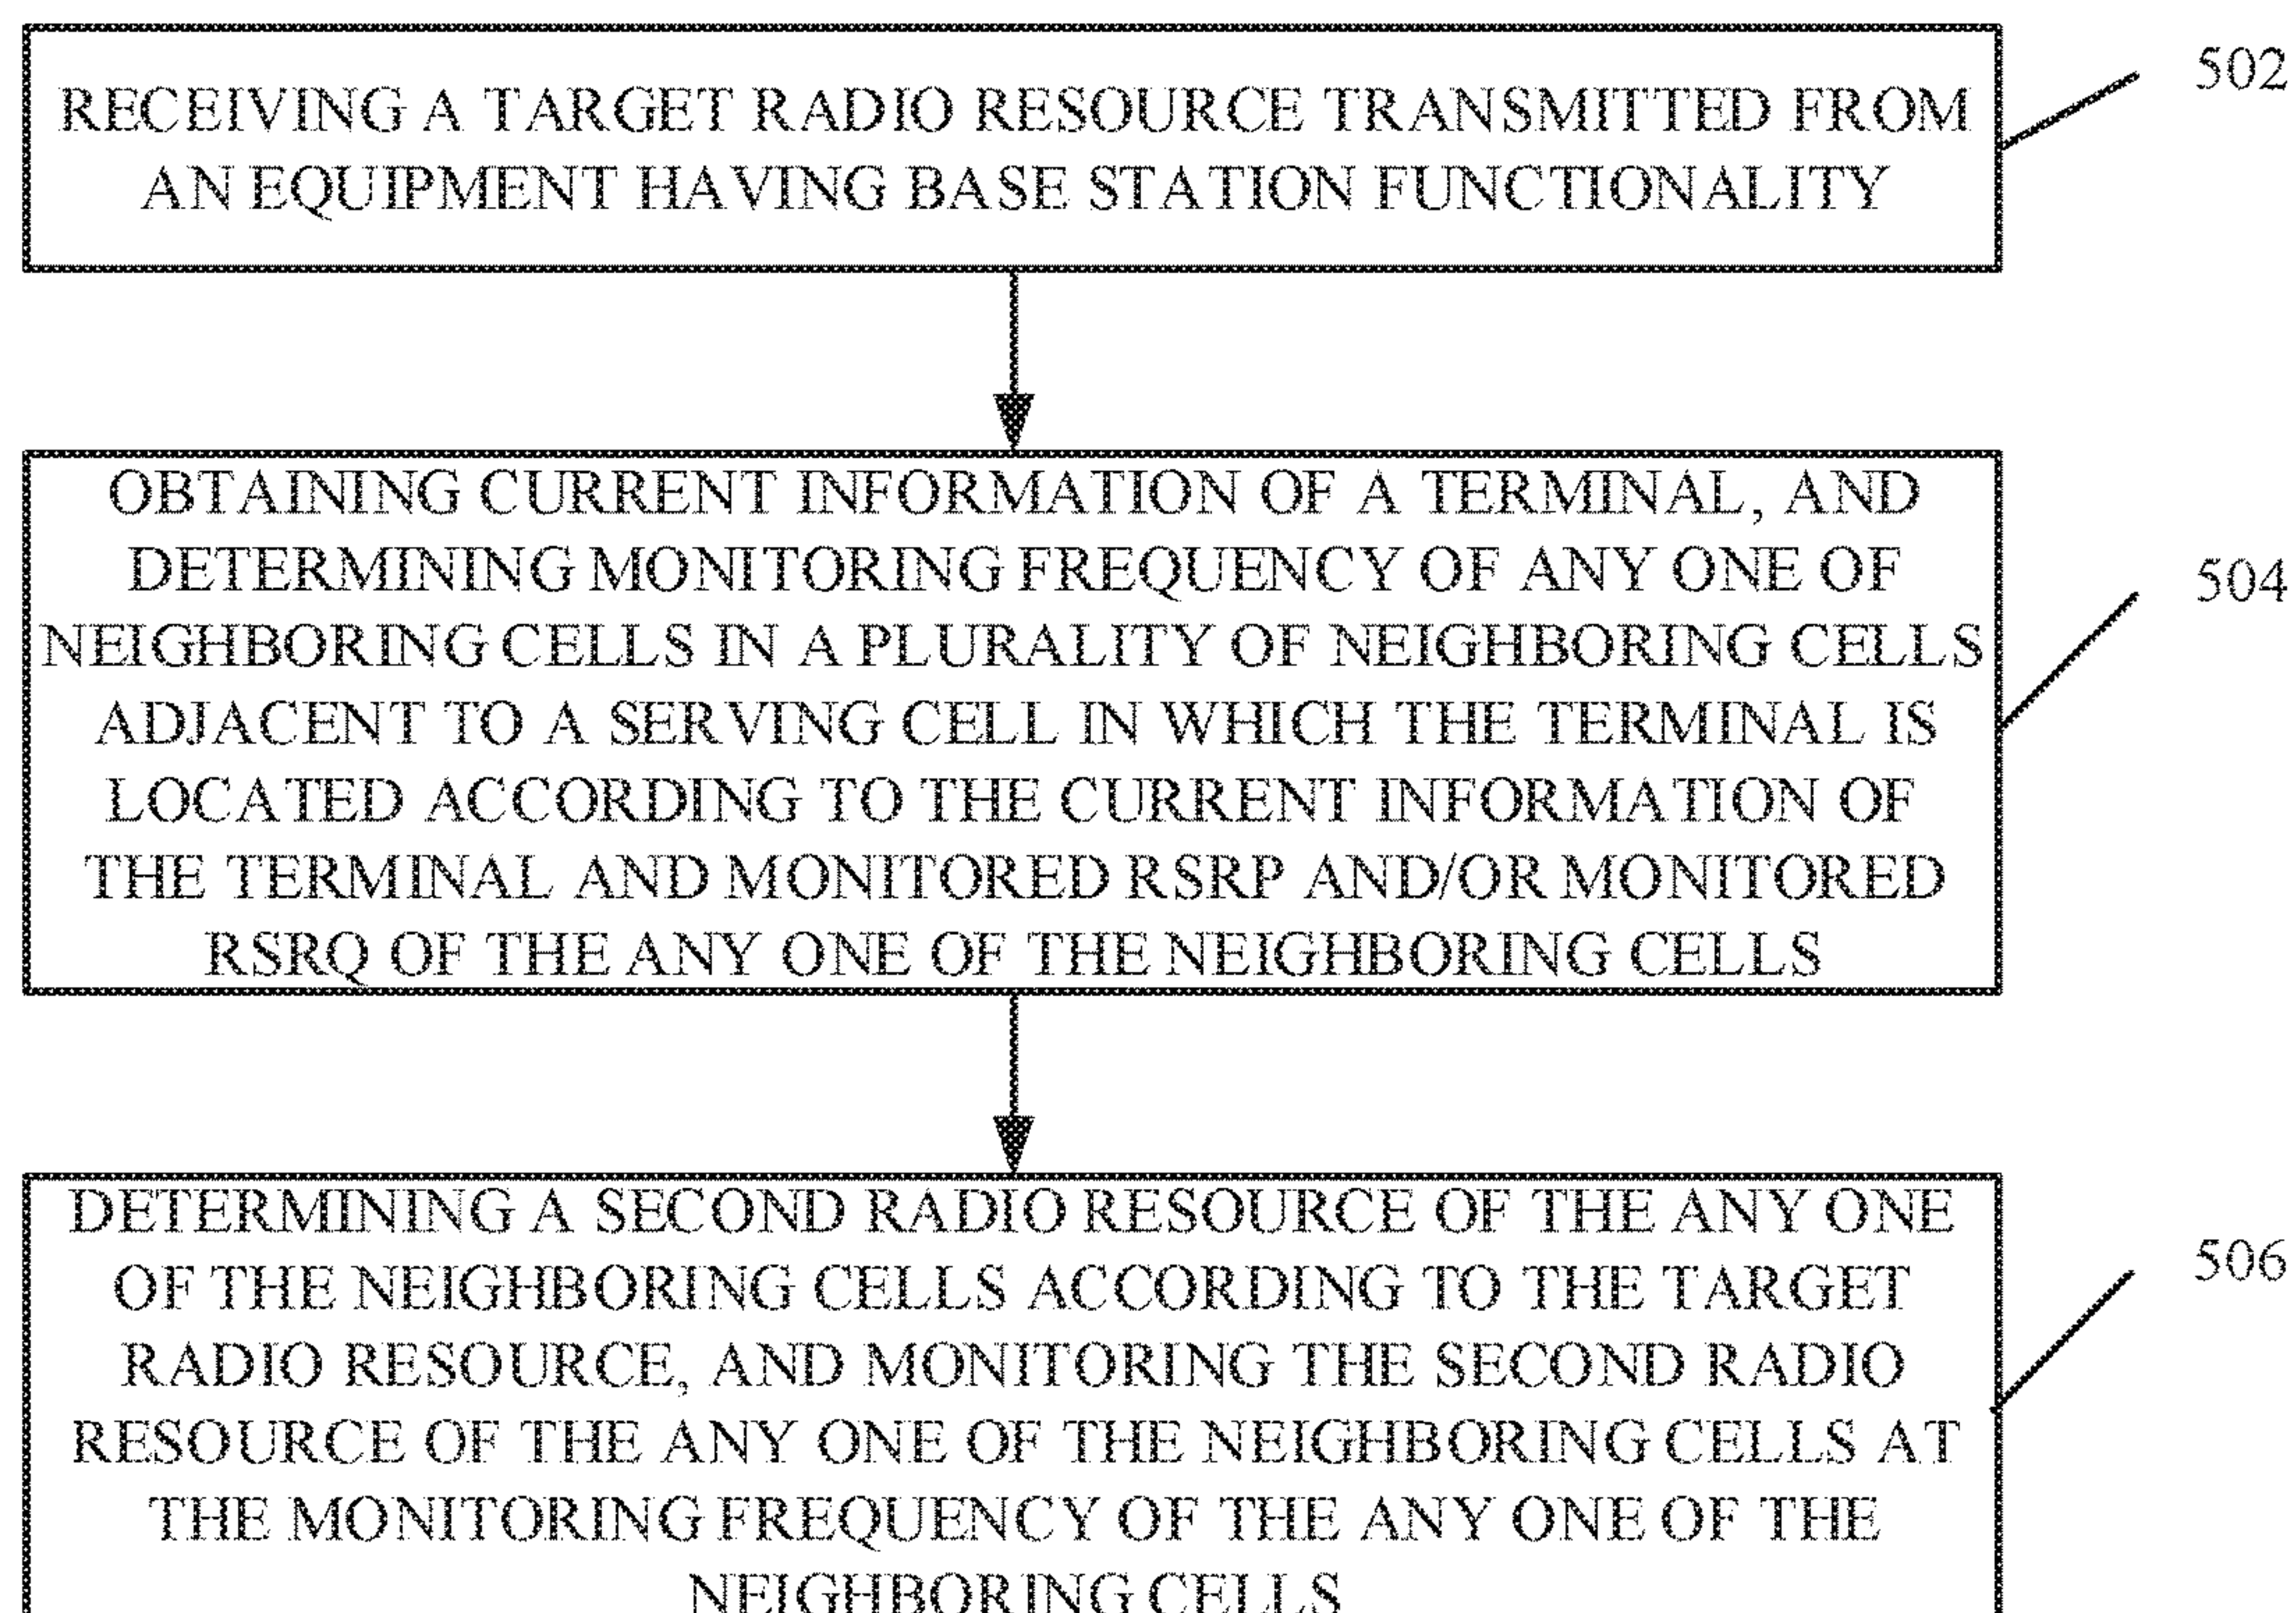 RECEIVING A TARGET RADIO RESOURCE TRANSMITTED FROM
AN EQUIPMENT HAVING BASE STATION FUNCTIONALITY
502
OBTAINING CURRENT INFORMATION OF A TERMINAL, AND
DETERMINING MONITORING FREQUENCY OF ANY ONE OF
NEIGHBORING CELLS IN A PLURALITY OF NEIGHBORING CELLS
ADJACENT TO A SERVING CELL IN WHICH THE TERMINAL IS
LOCATED ACCORDING TO THE CURRENT INFORMATION OF
THE TERMINAL AND MONITORED RSRP AND/OR MONITORED
RSRQ OF THE ANY ONE OF THE NEIGHBORING CELLS
504
DETERMINING A SECOND RADIO RESOURCE OF THE ANY ONE
OF THE NEIGHBORING CELLS ACCORDING TO THE TARGET
RADIO RESOURCE, AND MONITORING THE SECOND RADIO
RESOURCE OF THE ANY ONE OF THE NEIGHBORING CELLS AT
THE MONITORING FREQUENCY OF THE ANY ONE OF THE
NEIGHBORING CELLS
506